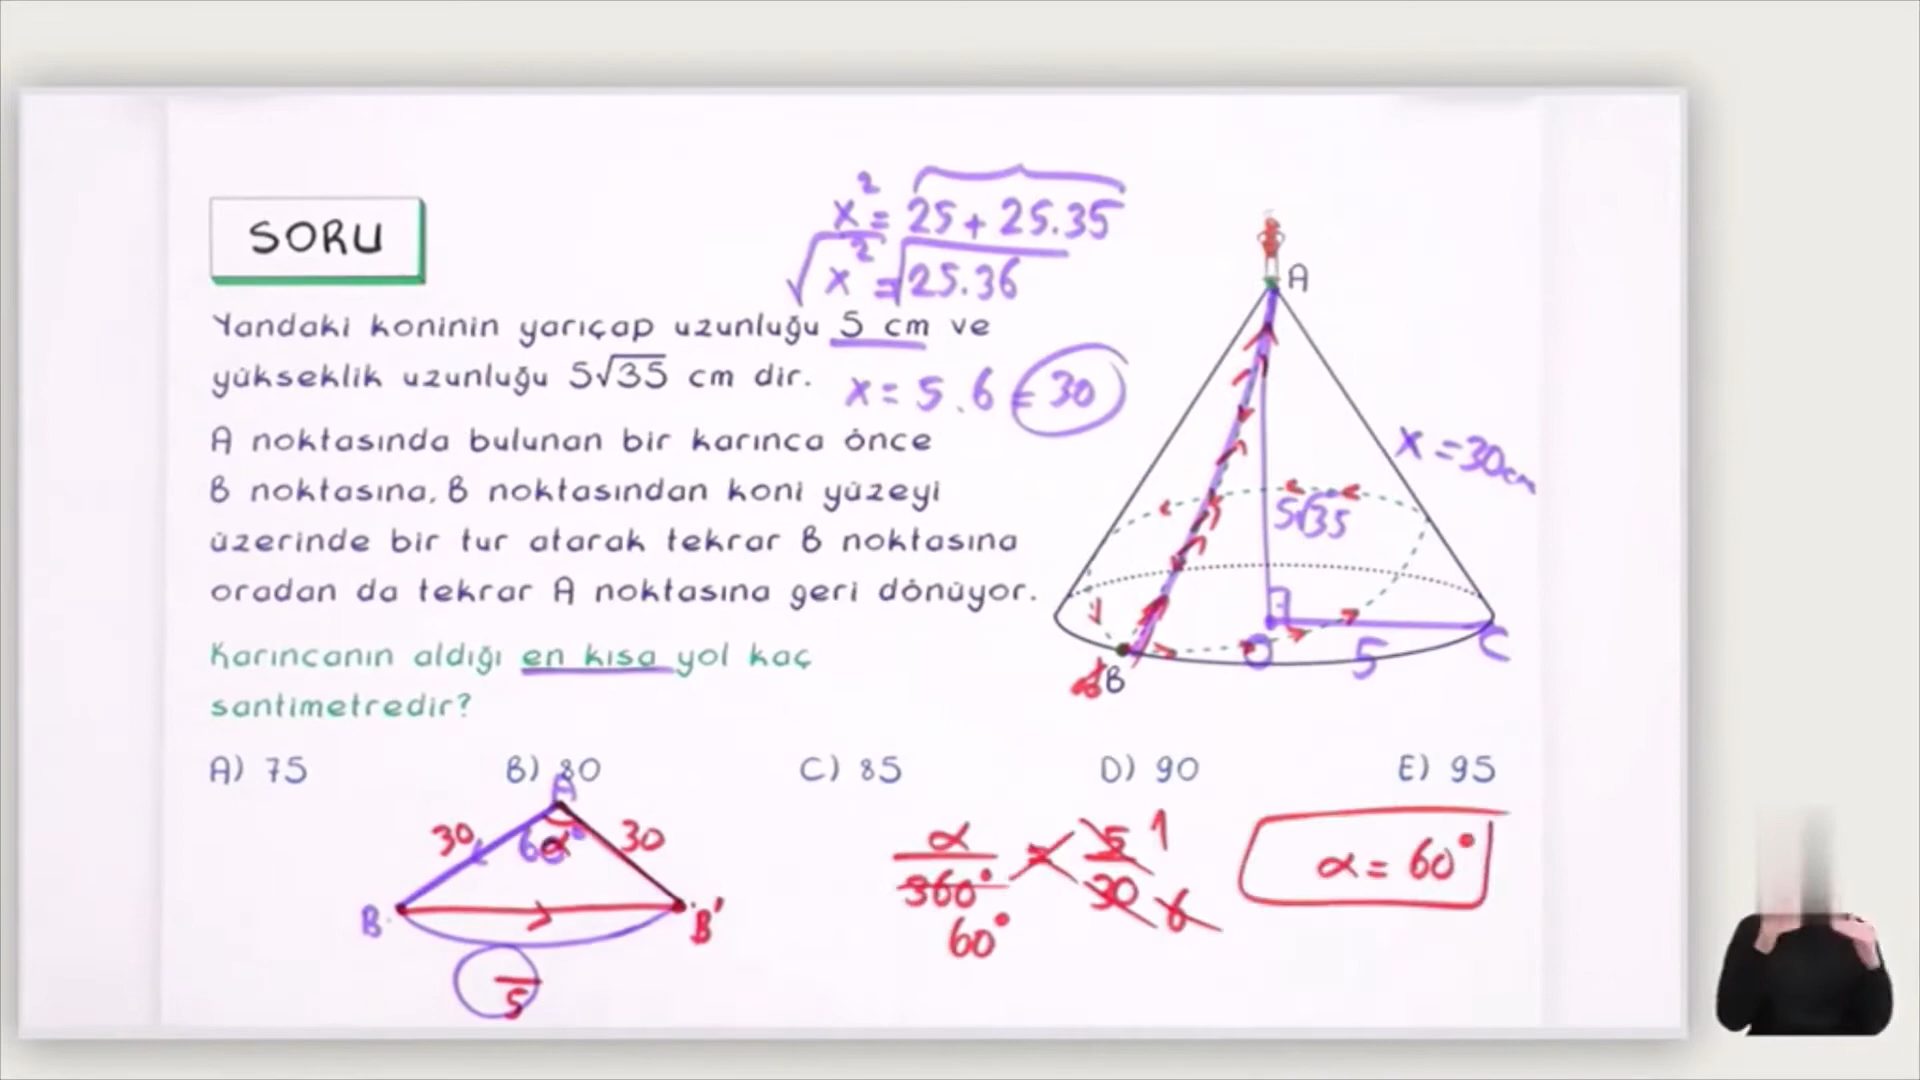 SORU
x² = 25 + 25.35
√x² = √25.36
Yandaki koninin yarıçap uzunluğu 5 cm ve
yükseklik uzunluğu 5√35 cm dir.
x = 5.6 = 30
A noktasında bulunan bir karınca önce
B noktasına, B noktasından koni yüzeyi
üzerinde bir tur atarak tekrar B noktasına
oradan da tekrar A noktasına geri dönüyor.
Karıncanın aldığı en kısa yol kaç
santimetredir?
A
x = 30cm
5√35
O
5
C
B
A) 75 B) 80 C) 85 D) 90 E) 95
A
30
60°
α
30
B
B'
5
α/360° = 5/30
1
6
60°
α = 60°